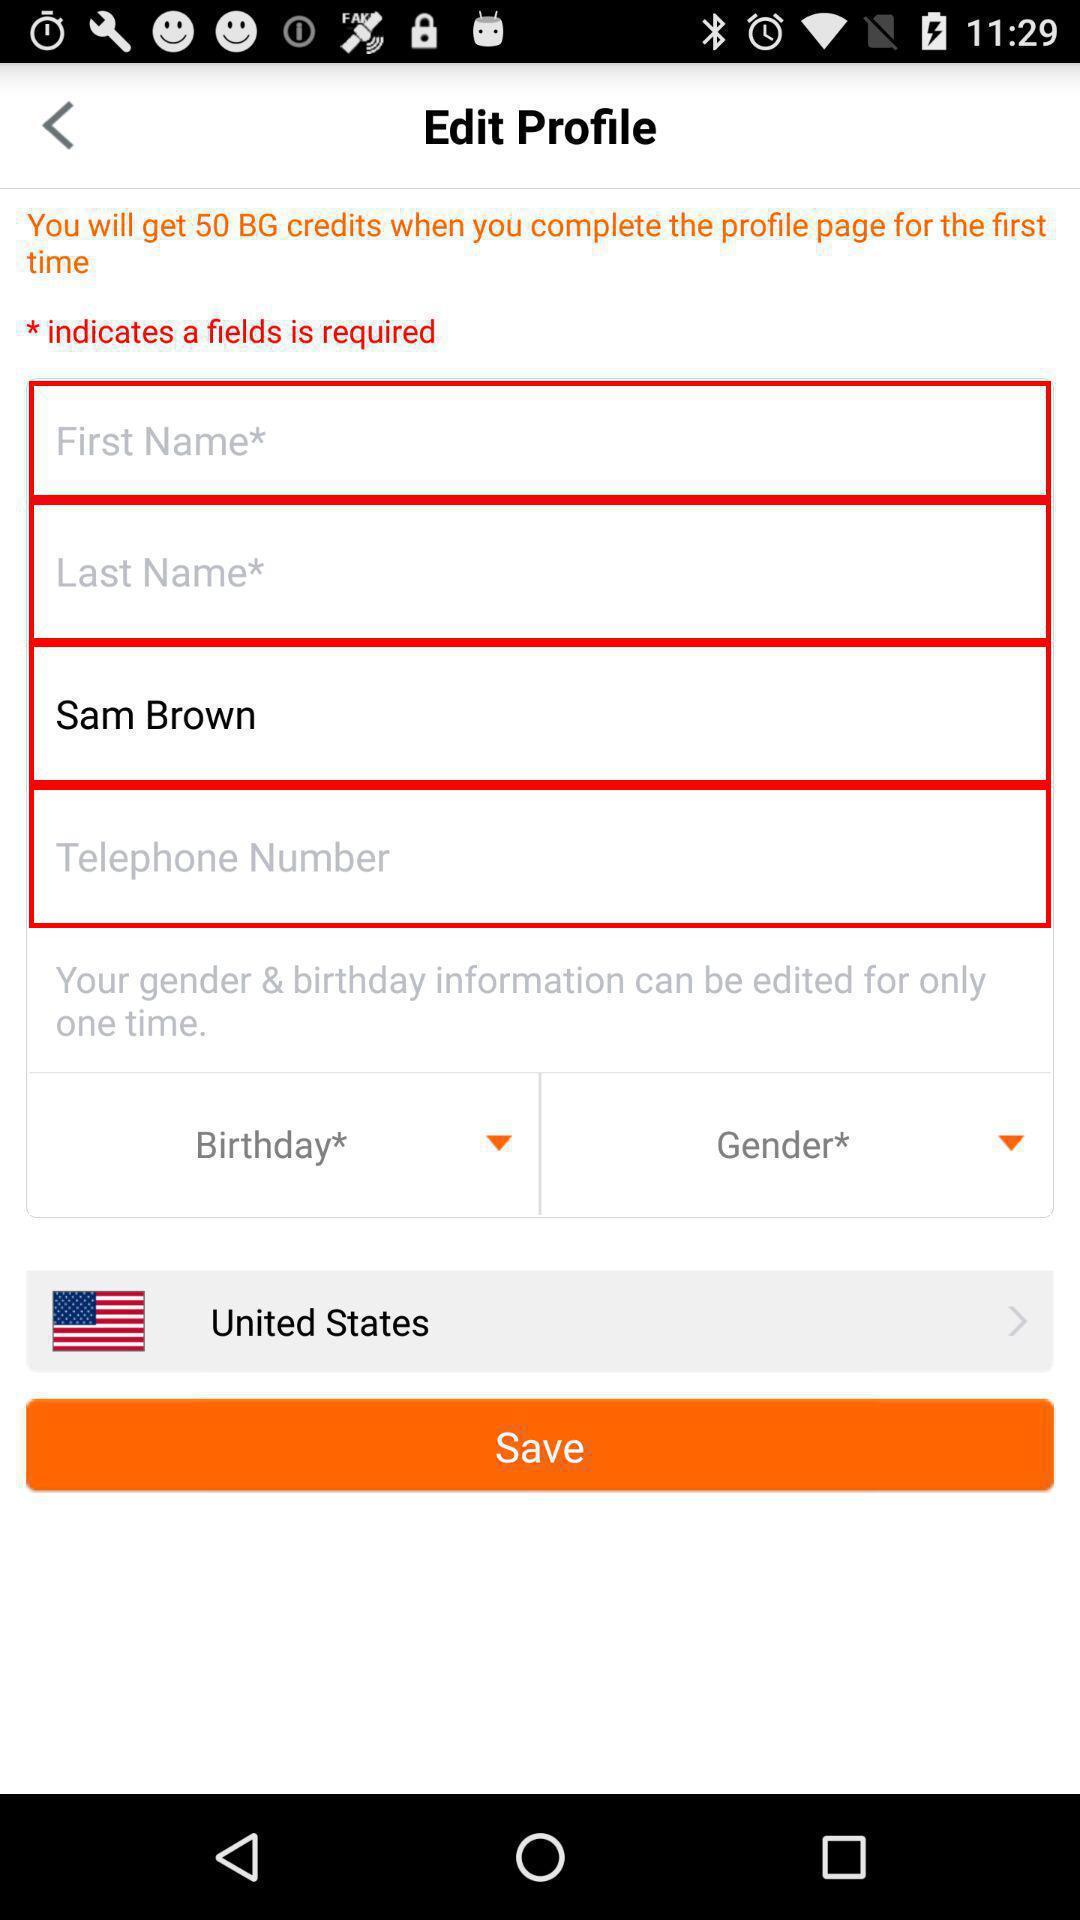 FAKE
11:29
Edit Profile
You will get 50 BG credits when you complete the profile page for the first
time
* indicates a fields is required
First Name*
Last Name*
Sam Brown
Telephone Number
Your gender & birthday information can be edited for only
one time.
Birthday*
Gender*
United States
Save